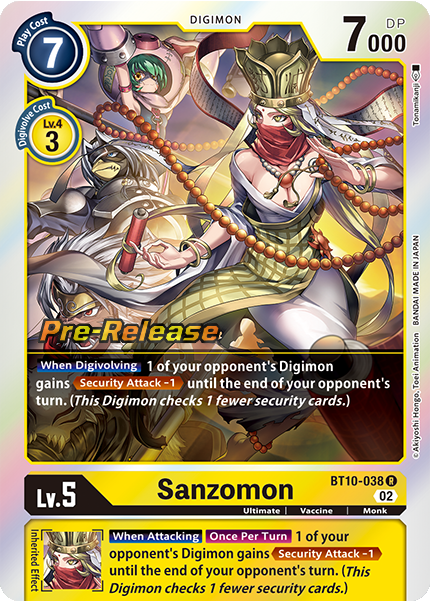 Play Cost
7
DIGIMON
7000 DP
Digivolve Cost
Lv.4
3
Tonamikanji
© Akiyoshi Hongo, Toei Animation BANDAI MADE IN JAPAN
Pre-Release
When Digivolving 1 of your opponent's Digimon
gains Security Attack -1 until the end of your opponent's
turn. (This Digimon checks 1 fewer security cards.)
BT10-038 R
Lv.5 Sanzomon 02
Ultimate | Vaccine | Monk
Inherited Effect
When Attacking Once Per Turn 1 of your
opponent's Digimon gains Security Attack -1
until the end of your opponent's turn. (This
Digimon checks 1 fewer security cards.)